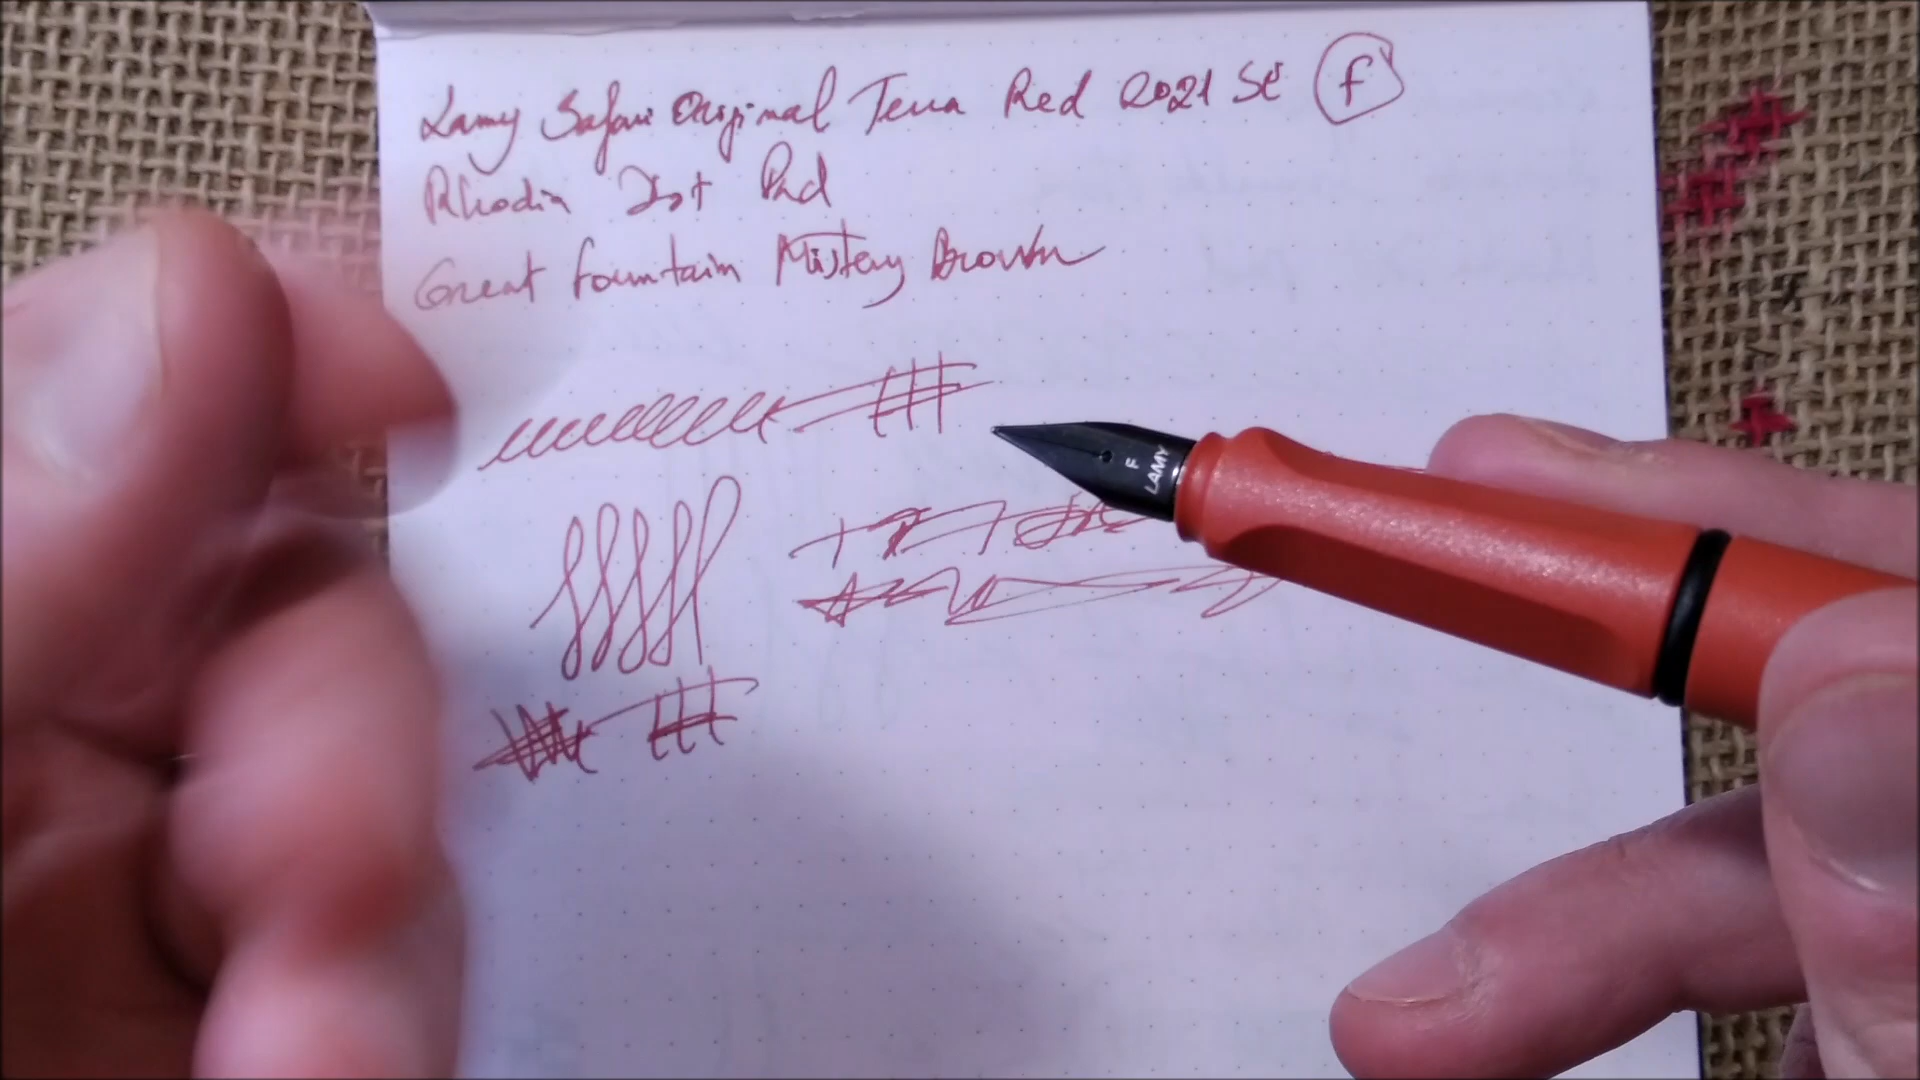 Lamy Safari Original Terra Red 2021 SE F
Rhodia Dot Pad
Great fountain Mistery Brown
F
LAMY